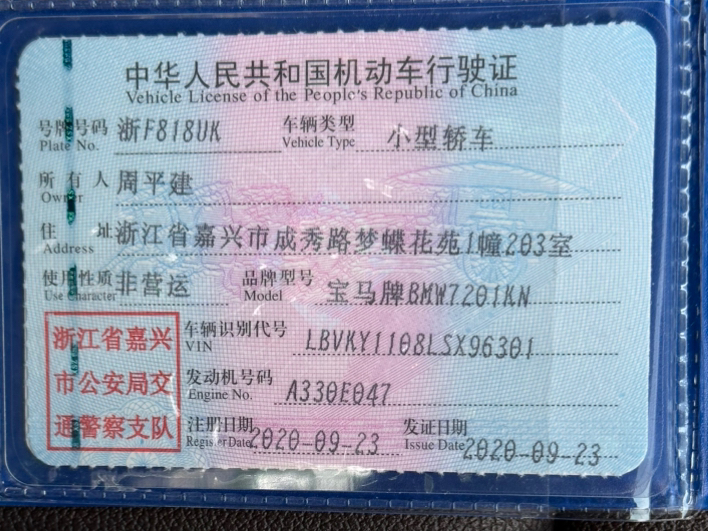 中华人民共和国机动车行驶证
Vehicle License of the People's Republic of China
号牌号码 浙F818UK 车辆类型 小型轿车
Plate No. Vehicle Type
所有人 周平建
Owner
住址 浙江省嘉兴市成秀路梦蝶花苑1幢203室
Address
使用性质 非营运 品牌型号 宝马牌BMW7201KN
Use Character Model
浙江省嘉兴 车辆识别代号 LBVKY1108LSX96301
VIN
市公安局交 发动机号码 A330E047
Engine No.
通警察支队 注册日期 2020-09-23 发证日期 2020-09-23
Register Date Issue Date